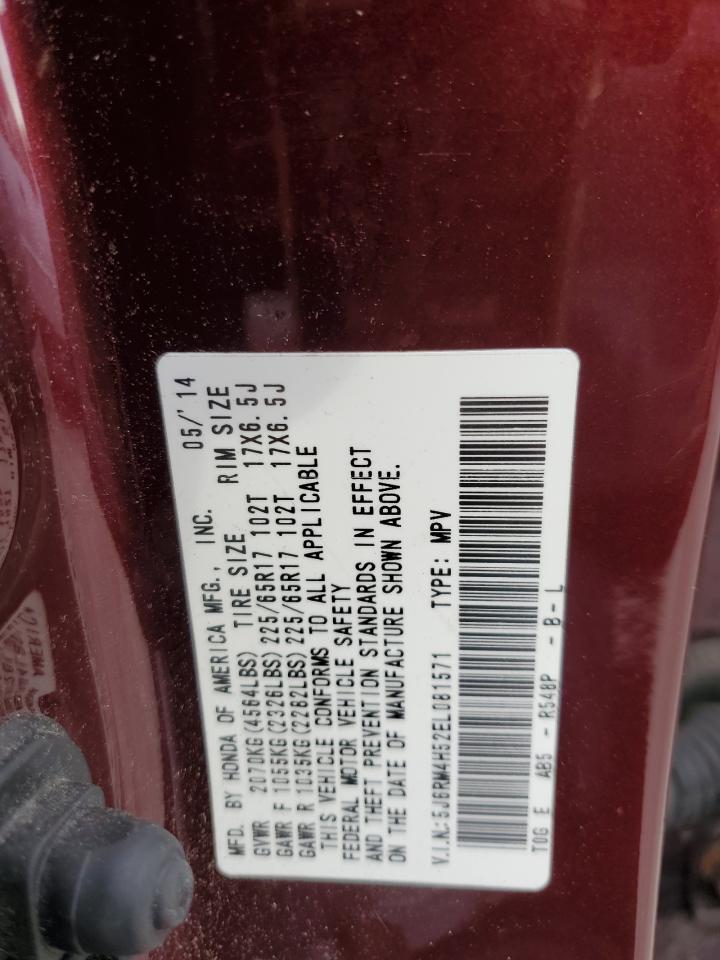 MFD. BY HONDA OF AMERICA MFG., INC. 05/'14
GVWR 2070KG(4564LBS) TIRE SIZE RIM SIZE
GAWR F 1055KG(2326LBS) 225/65R17 102T 17X6.5J
GAWR R 1035KG(2282LBS) 225/65R17 102T 17X6.5J
THIS VEHICLE CONFORMS TO ALL APPLICABLE
FEDERAL MOTOR VEHICLE SAFETY
AND THEFT PREVENTION STANDARDS IN EFFECT
ON THE DATE OF MANUFACTURE SHOWN ABOVE.
V.I.N:5J6RM4H52EL081571 TYPE: MPV
T0G E AB5 - R548P - B - L